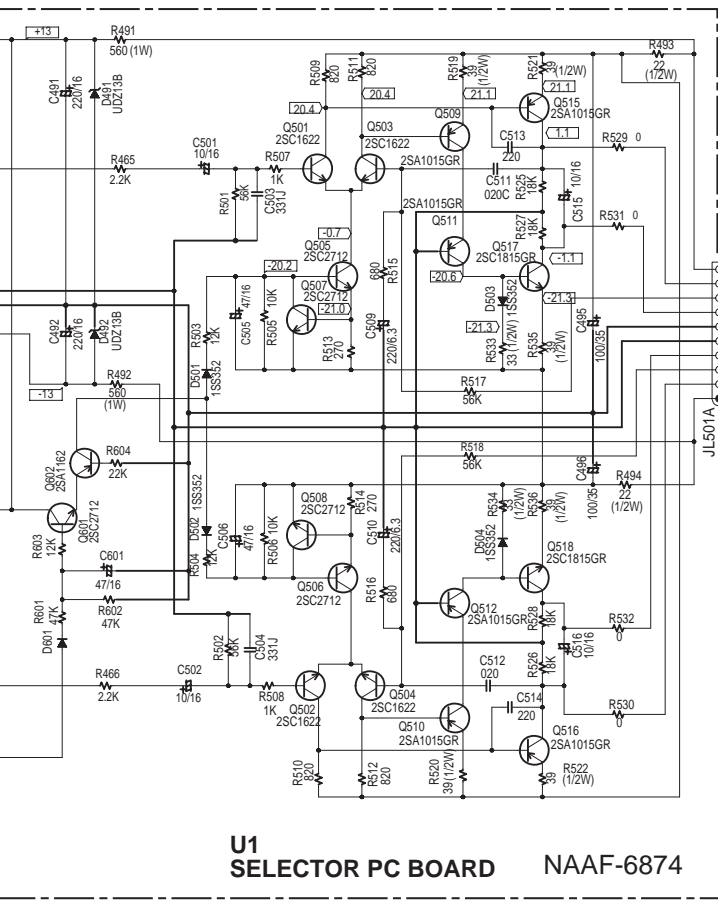 +13
R491
560 (1W)
C491
220/16
D491
UDZ13B
R509
820
R511
820
R519
39
(1/2W)
R521
39
(1/2W)
R493
22
(1/2W)
20.4
20.4
21.1
21.1
Q501
2SC1622
Q503
2SC1622
Q509
2SA1015GR
Q515
2SA1015GR
1.1
C513
220
R529 0
C501
10/16
R465
2.2K
R507
1K
R501
56K
C503
331J
C511
020C
R525
18K
10/16
C515
2SA1015GR
Q511
R527
18K
R531 0
-0.7
Q505
2SC2712
-20.2
Q507
2SC2712
-21.0
680
R515
Q517
2SC1815GR
-1.1
-20.6
-21.3
D503
1SS352
-21.3
C492
220/16
D492
UDZ13B
R503
12K
C505
47/16
R505
10K
C509
220/6.3
R513
270
R533
33 (1/2W)
R535
39
(1/2W)
C495
100/35
D501
1SS352
R492
560
(1W)
-13
R517
56K
JL501A
Q602
2SA1162
R604
22K
R518
56K
C496
100/35
R494
22
(1/2W)
1SS352
D502
R504
12K
C506
47/16
R506 10K
Q508
2SC2712
R514
270
C510
220/6.3
R534
33
(1/2W)
R536
39
(1/2W)
Q601
2SC2712
R603
12K
D504
1SS352
Q518
2SC1815GR
C601
47/16
Q506
2SC2712
R516
680
R601
47K
R602
47K
D601
Q512
2SA1015GR
R528
18K
C516
10/16
R532
0
R502
56K
C504
331J
R526
18K
R466
2.2K
C502
10/16
R508
1K
Q502
2SC1622
Q504
2SC1622
C512
020
C514
220
R530
0
Q510
2SA1015GR
Q516
2SA1015GR
R510
820
R512
820
R520
39 (1/2W)
39
R522
(1/2W)
U1
SELECTOR PC BOARD NAAF-6874